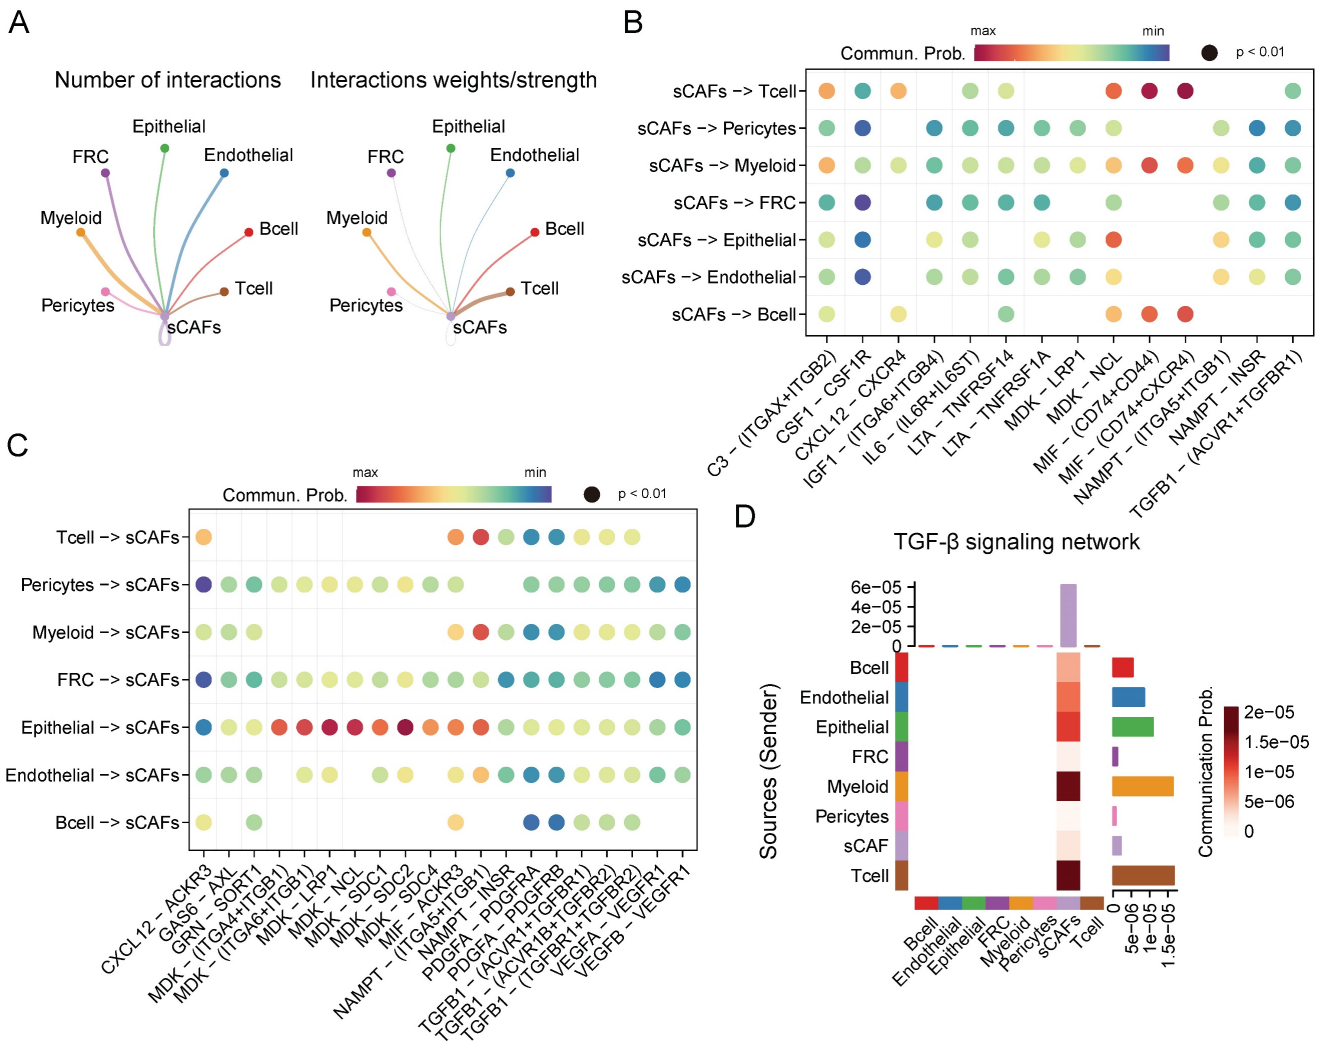 A
Number of interactions
Interactions weights/strength
Epithelial
FRC
Endothelial
Myeloid
Bcell
Pericytes
Tcell
sCAFs
Epithelial
FRC
Endothelial
Myeloid
Bcell
Pericytes
Tcell
sCAFs
B
max
min
Commun. Prob.
p < 0.01
sCAFs −> Tcell
sCAFs −> Pericytes
sCAFs −> Myeloid
sCAFs −> FRC
sCAFs −> Epithelial
sCAFs −> Endothelial
sCAFs −> Bcell
C3 − (ITGAX+ITGB2)
CSF1 − CSF1R
CXCL12 − CXCR4
IGF1 − (ITGA6+ITGB4)
IL6 − (IL6R+IL6ST)
LTA − TNFRSF14
LTA − TNFRSF1A
MDK − LRP1
MDK − NCL
MIF − (CD74+CD44)
MIF − (CD74+CXCR4)
NAMPT − (ITGA5+ITGB1)
NAMPT − INSR
TGFB1 − (ACVR1+TGFBR1)
C
max
min
Commun. Prob.
p < 0.01
Tcell −> sCAFs
Pericytes −> sCAFs
Myeloid −> sCAFs
FRC −> sCAFs
Epithelial −> sCAFs
Endothelial −> sCAFs
Bcell −> sCAFs
CXCL12 − ACKR3
GAS6 − AXL
GRN − SORT1
MDK − (ITGA4+ITGB1)
MDK − (ITGA6+ITGB1)
MDK − LRP1
MDK − NCL
MDK − SDC1
MDK − SDC2
MDK − SDC4
MIF − ACKR3
NAMPT − (ITGA5+ITGB1)
NAMPT − INSR
PDGFA − PDGFRA
PDGFA − PDGFRB
TGFB1 − (ACVR1+TGFBR1)
TGFB1 − (ACVR1B+TGFBR2)
TGFB1 − (TGFBR1+TGFBR2)
VEGFA − VEGFR1
VEGFB − VEGFR1
D
TGF-β signaling network
6e−05
4e−05
2e−05
0
Sources (Sender)
Bcell
Endothelial
Epithelial
FRC
Myeloid
Pericytes
sCAF
Tcell
Bcell
Endothelial
Epithelial
FRC
Myeloid
Pericytes
sCAFs
Tcell
0
5e−06
1e−05
1.5e−05
Communication Prob.
2e−05
1.5e−05
1e−05
5e−06
0